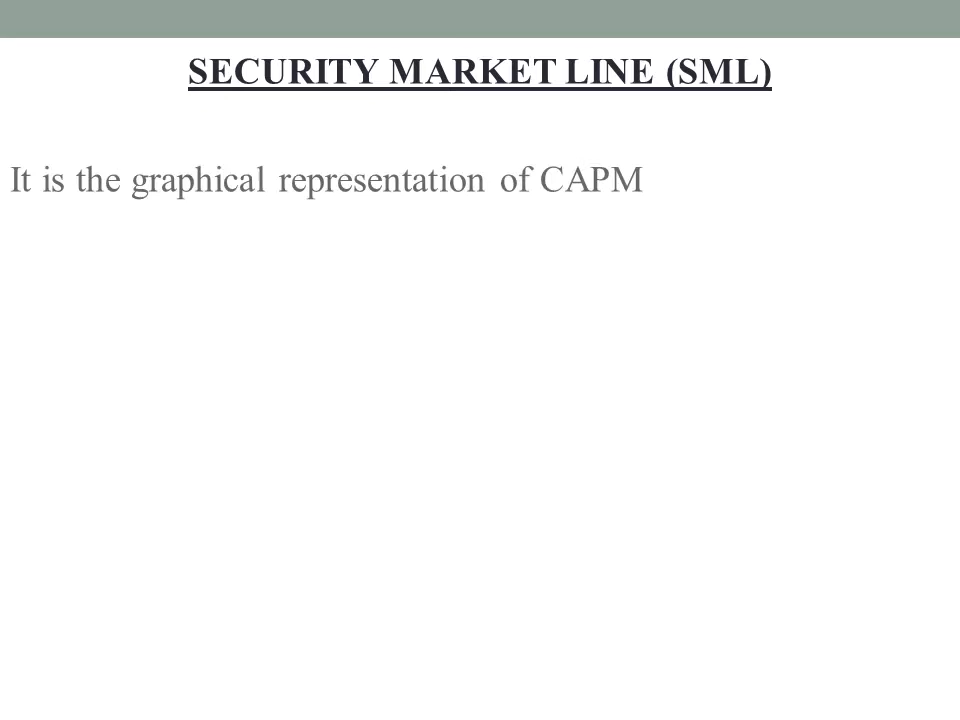 SECURITY MARKET LINE (SML)
It is the graphical representation of CAPM